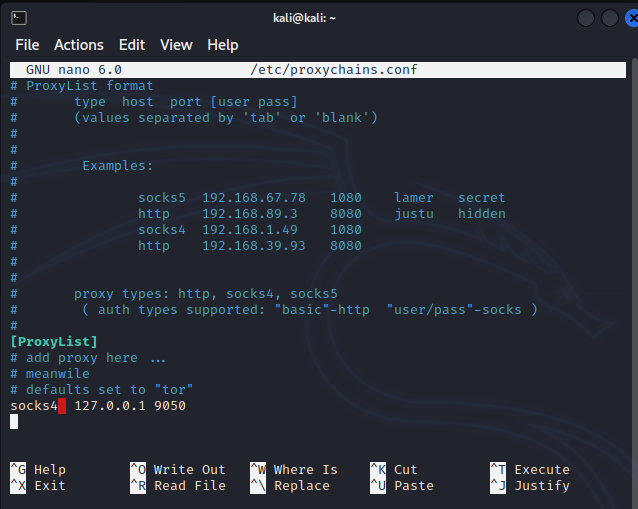 kali@kali: ~
File Actions Edit View Help
GNU nano 6.0 /etc/proxychains.conf
# ProxyList format
# type host port [user pass]
# (values separated by 'tab' or 'blank')
#
#
# Examples:
#
# socks5 192.168.67.78 1080 lamer secret
# http 192.168.89.3 8080 justu hidden
# socks4 192.168.1.49 1080
# http 192.168.39.93 8080
#
#
# proxy types: http, socks4, socks5
# ( auth types supported: "basic"-http "user/pass"-socks )
#
[ProxyList]
# add proxy here ...
# meanwile
# defaults set to "tor"
socks4 127.0.0.1 9050
^G Help ^O Write Out ^W Where Is ^K Cut ^T Execute
^X Exit ^R Read File ^\ Replace ^U Paste ^J Justify